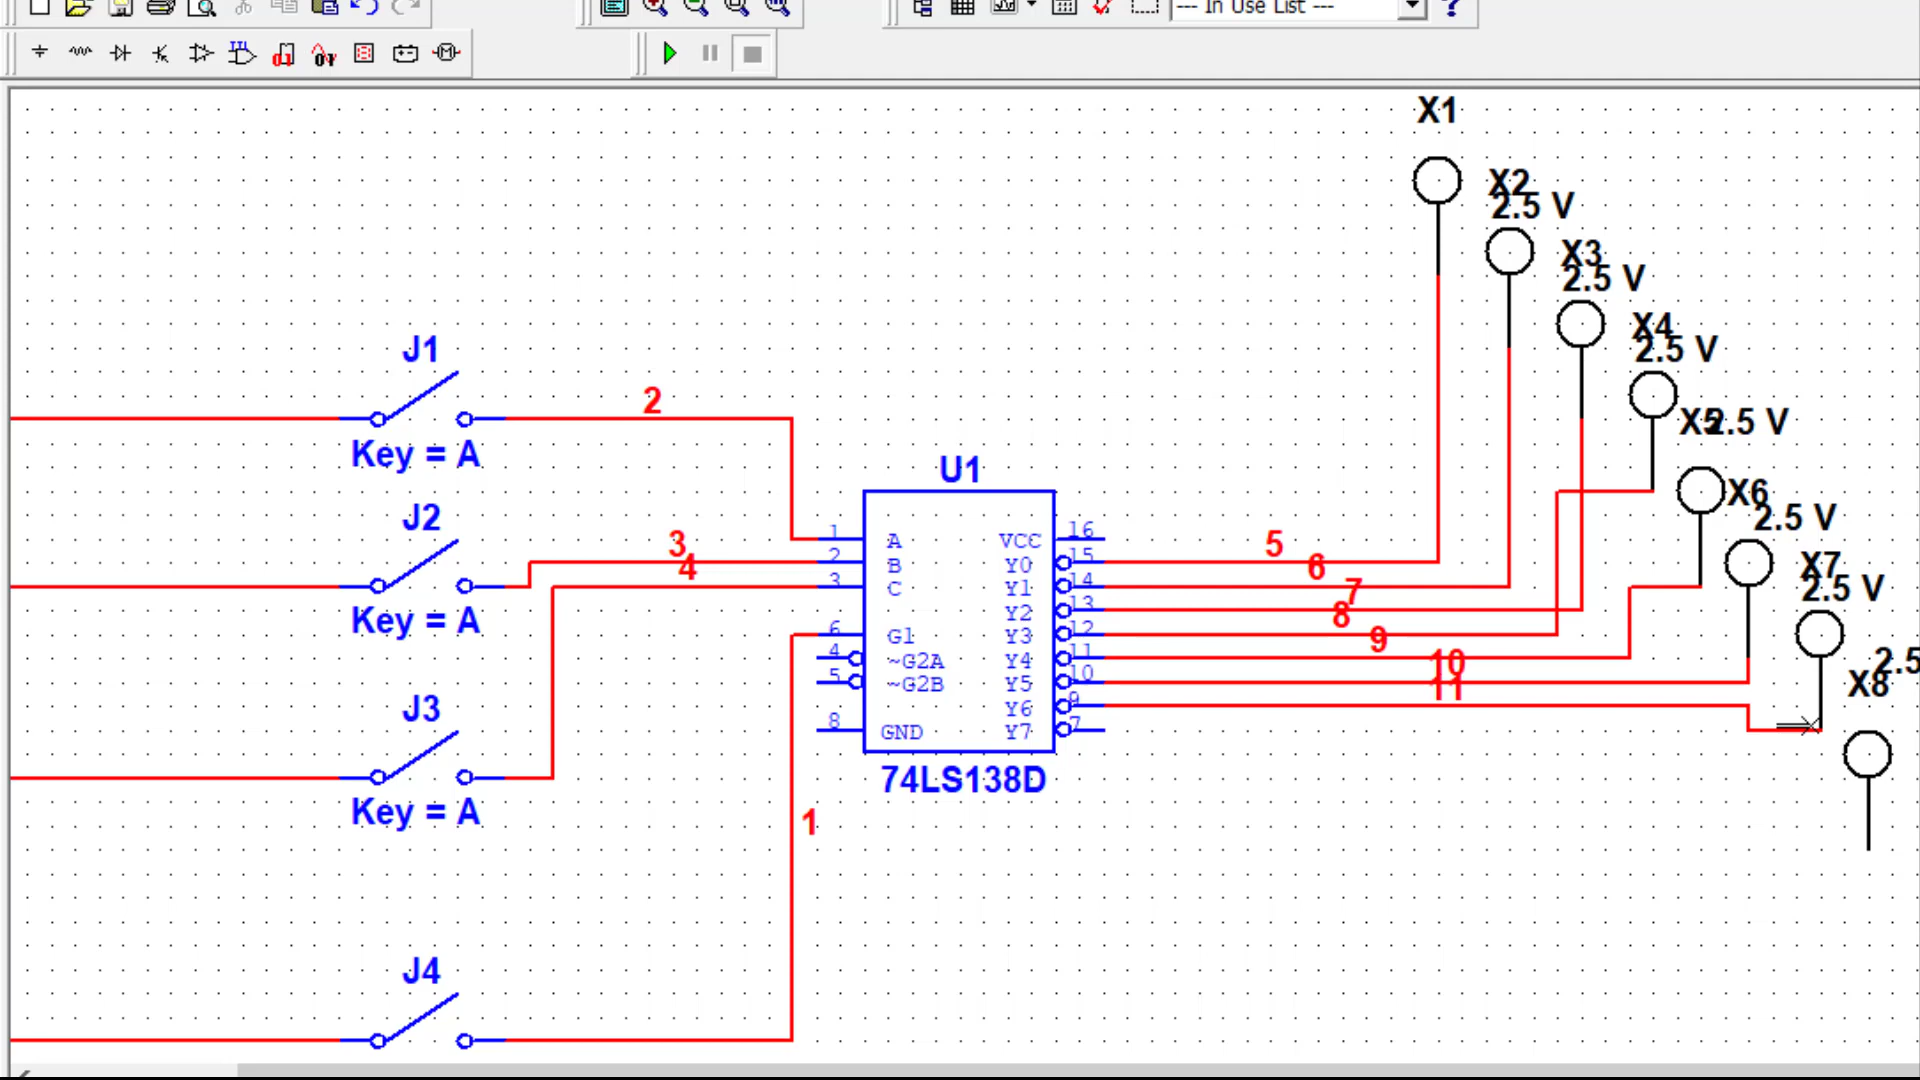 --- In Use List ---
X1
X2
2.5 V
X3
2.5 V
X4
2.5 V
X5
2.5 V
X6
2.5 V
X7
2.5 V
2.5
X8
J1
Key = A
J2
Key = A
J3
Key = A
J4
2
3
4
1
U1
1 A VCC 16
2 B Y0 15
3 C Y1 14
Y2 13
6 G1 Y3 12
4 ~G2A Y4 11
5 ~G2B Y5 10
Y6 9
8 GND Y7 7
74LS138D
5
6
7
8
9
10
11